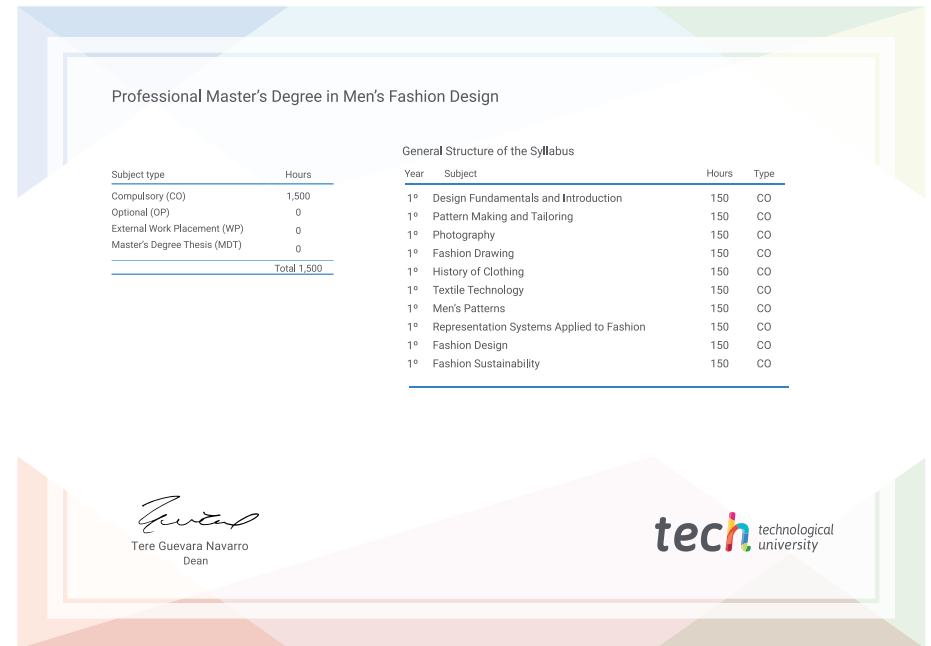 Professional Master's Degree in Men's Fashion Design
Subject type Hours
Compulsory (CO) 1,500
Optional (OP) 0
External Work Placement (WP) 0
Master's Degree Thesis (MDT) 0
Total 1,500
General Structure of the Syllabus
Year Subject Hours Type
1º Design Fundamentals and Introduction 150 CO
1º Pattern Making and Tailoring 150 CO
1º Photography 150 CO
1º Fashion Drawing 150 CO
1º History of Clothing 150 CO
1º Textile Technology 150 CO
1º Men's Patterns 150 CO
1º Representation Systems Applied to Fashion 150 CO
1º Fashion Design 150 CO
1º Fashion Sustainability 150 CO
Tere Guevara Navarro
Dean
tech technological
university